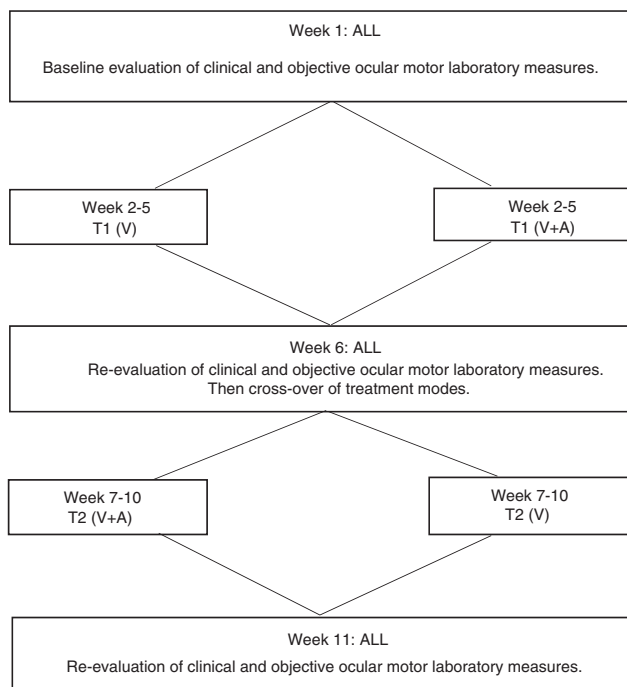 Week 1: ALL
Baseline evaluation of clinical and objective ocular motor laboratory measures.
Week 2-5
T1 (V)
Week 2-5
T1 (V+A)
Week 6: ALL
Re-evaluation of clinical and objective ocular motor laboratory measures.
Then cross-over of treatment modes.
Week 7-10
T2 (V+A)
Week 7-10
T2 (V)
Week 11: ALL
Re-evaluation of clinical and objective ocular motor laboratory measures.